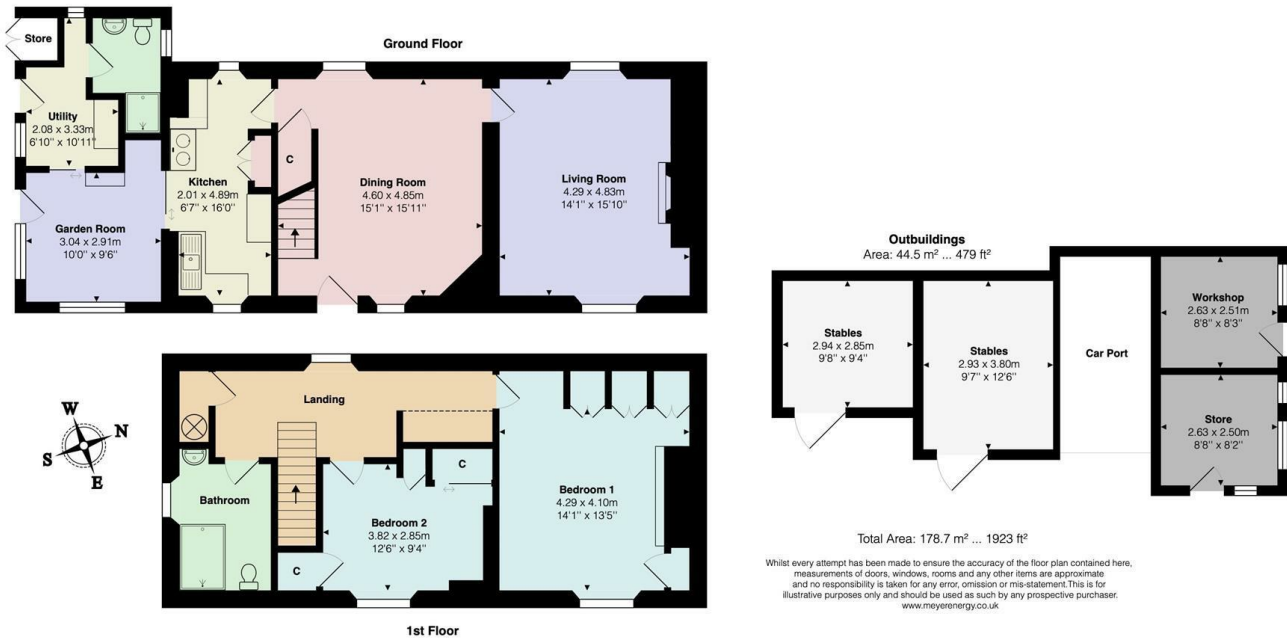 Ground Floor
Store
Utility
2.08 x 3.33m
6'10" x 10'11"
Kitchen
2.01 x 4.89m
6'7" x 16'0"
C
Dining Room
4.60 x 4.85m
15'1" x 15'11"
Living Room
4.29 x 4.83m
14'1" x 15'10"
Garden Room
3.04 x 2.91m
10'0" x 9'6"
Outbuildings
Area: 44.5 m² ... 479 ft²
Stables
2.94 x 2.85m
9'8" x 9'4"
Stables
2.93 x 3.80m
9'7" x 12'6"
Car Port
Workshop
2.63 x 2.51m
8'8" x 8'3"
Store
2.63 x 2.50m
8'8" x 8'2"
W
N
S
E
Landing
Bathroom
C
Bedroom 2
3.82 x 2.85m
12'6" x 9'4"
C
Bedroom 1
4.29 x 4.10m
14'1" x 13'5"
1st Floor
Total Area: 178.7 m² ... 1923 ft²
Whilst every attempt has been made to ensure the accuracy of the floor plan contained here,
measurements of doors, windows, rooms and any other items are approximate
and no responsibility is taken for any error, omission or mis-statement.This is for
illustrative purposes only and should be used as such by any prospective purchaser.
www.meyerenergy.co.uk